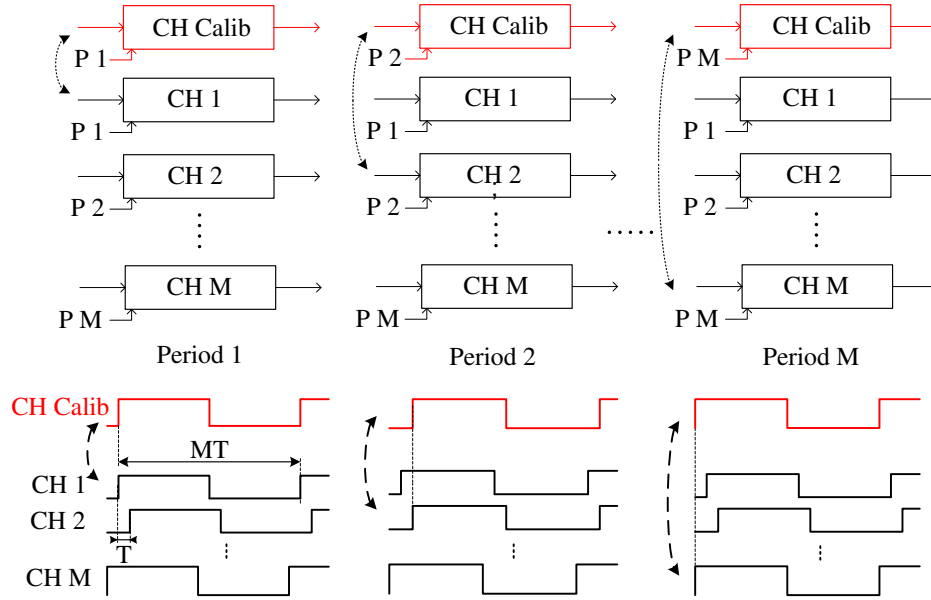 CH Calib
P 1
CH 1
P 1
CH 2
P 2
CH M
P M
Period 1
CH Calib
P 2
CH 1
P 1
CH 2
P 2
CH M
P M
Period 2
CH Calib
P M
CH 1
P 1
CH 2
P 2
CH M
P M
Period M
CH Calib
MT
CH 1
CH 2
T
CH M